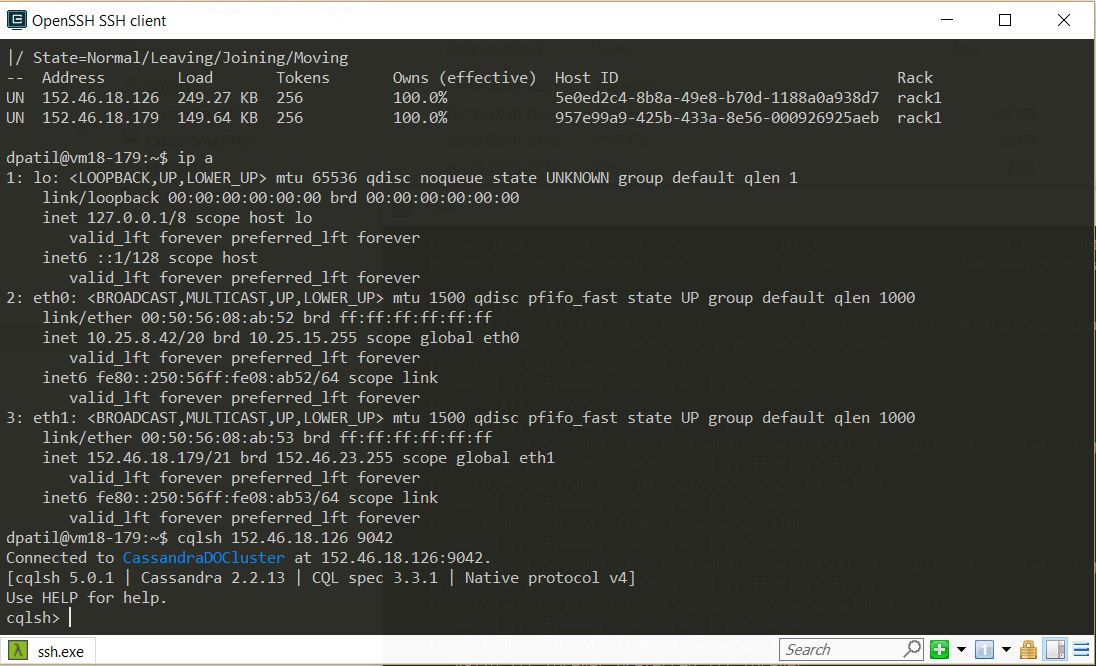 OpenSSH SSH client
|/ State=Normal/Leaving/Joining/Moving
--  Address        Load       Tokens       Owns (effective)  Host ID                               Rack
UN  152.46.18.126  249.27 KB  256          100.0%            5e0ed2c4-8b8a-49e8-b70d-1188a0a938d7  rack1
UN  152.46.18.179  149.64 KB  256          100.0%            957e99a9-425b-433a-8e56-000926925aeb  rack1
dpatil@vm18-179:~$ ip a
1: lo: <LOOPBACK,UP,LOWER_UP> mtu 65536 qdisc noqueue state UNKNOWN group default qlen 1
    link/loopback 00:00:00:00:00:00 brd 00:00:00:00:00:00
    inet 127.0.0.1/8 scope host lo
       valid_lft forever preferred_lft forever
    inet6 ::1/128 scope host
       valid_lft forever preferred_lft forever
2: eth0: <BROADCAST,MULTICAST,UP,LOWER_UP> mtu 1500 qdisc pfifo_fast state UP group default qlen 1000
    link/ether 00:50:56:08:ab:52 brd ff:ff:ff:ff:ff:ff
    inet 10.25.8.42/20 brd 10.25.15.255 scope global eth0
       valid_lft forever preferred_lft forever
    inet6 fe80::250:56ff:fe08:ab52/64 scope link
       valid_lft forever preferred_lft forever
3: eth1: <BROADCAST,MULTICAST,UP,LOWER_UP> mtu 1500 qdisc pfifo_fast state UP group default qlen 1000
    link/ether 00:50:56:08:ab:53 brd ff:ff:ff:ff:ff:ff
    inet 152.46.18.179/21 brd 152.46.23.255 scope global eth1
       valid_lft forever preferred_lft forever
    inet6 fe80::250:56ff:fe08:ab53/64 scope link
       valid_lft forever preferred_lft forever
dpatil@vm18-179:~$ cqlsh 152.46.18.126 9042
Connected to CassandraDOCluster at 152.46.18.126:9042.
[cqlsh 5.0.1 | Cassandra 2.2.13 | CQL spec 3.3.1 | Native protocol v4]
Use HELP for help.
cqlsh>
ssh.exe
Search